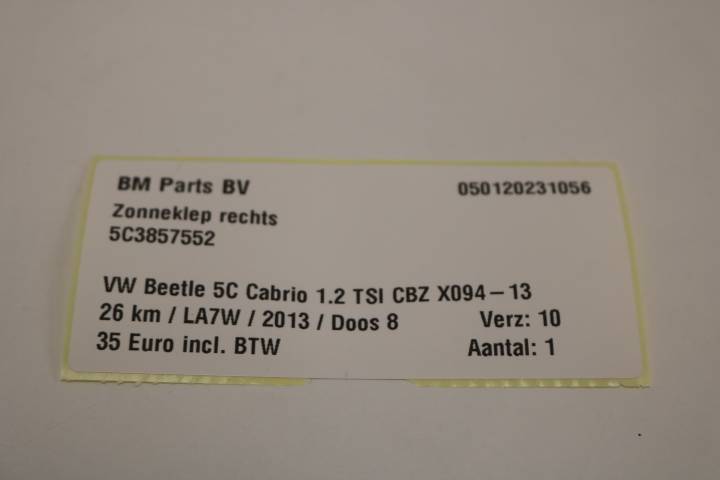 BM Parts BV 050120231056
Zonneklep rechts
5C3857552
VW Beetle 5C Cabrio 1.2 TSI CBZ X094-13
26 km / LA7W / 2013 / Doos 8 Verz: 10
35 Euro incl. BTW Aantal: 1